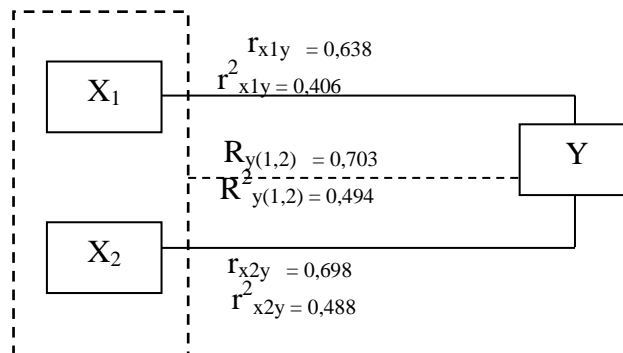 r x1y = 0,638
X1
r² x1y = 0,406
R y(1,2) = 0,703
Y
R² y(1,2) = 0,494
X2
r x2y = 0,698
r² x2y = 0,488